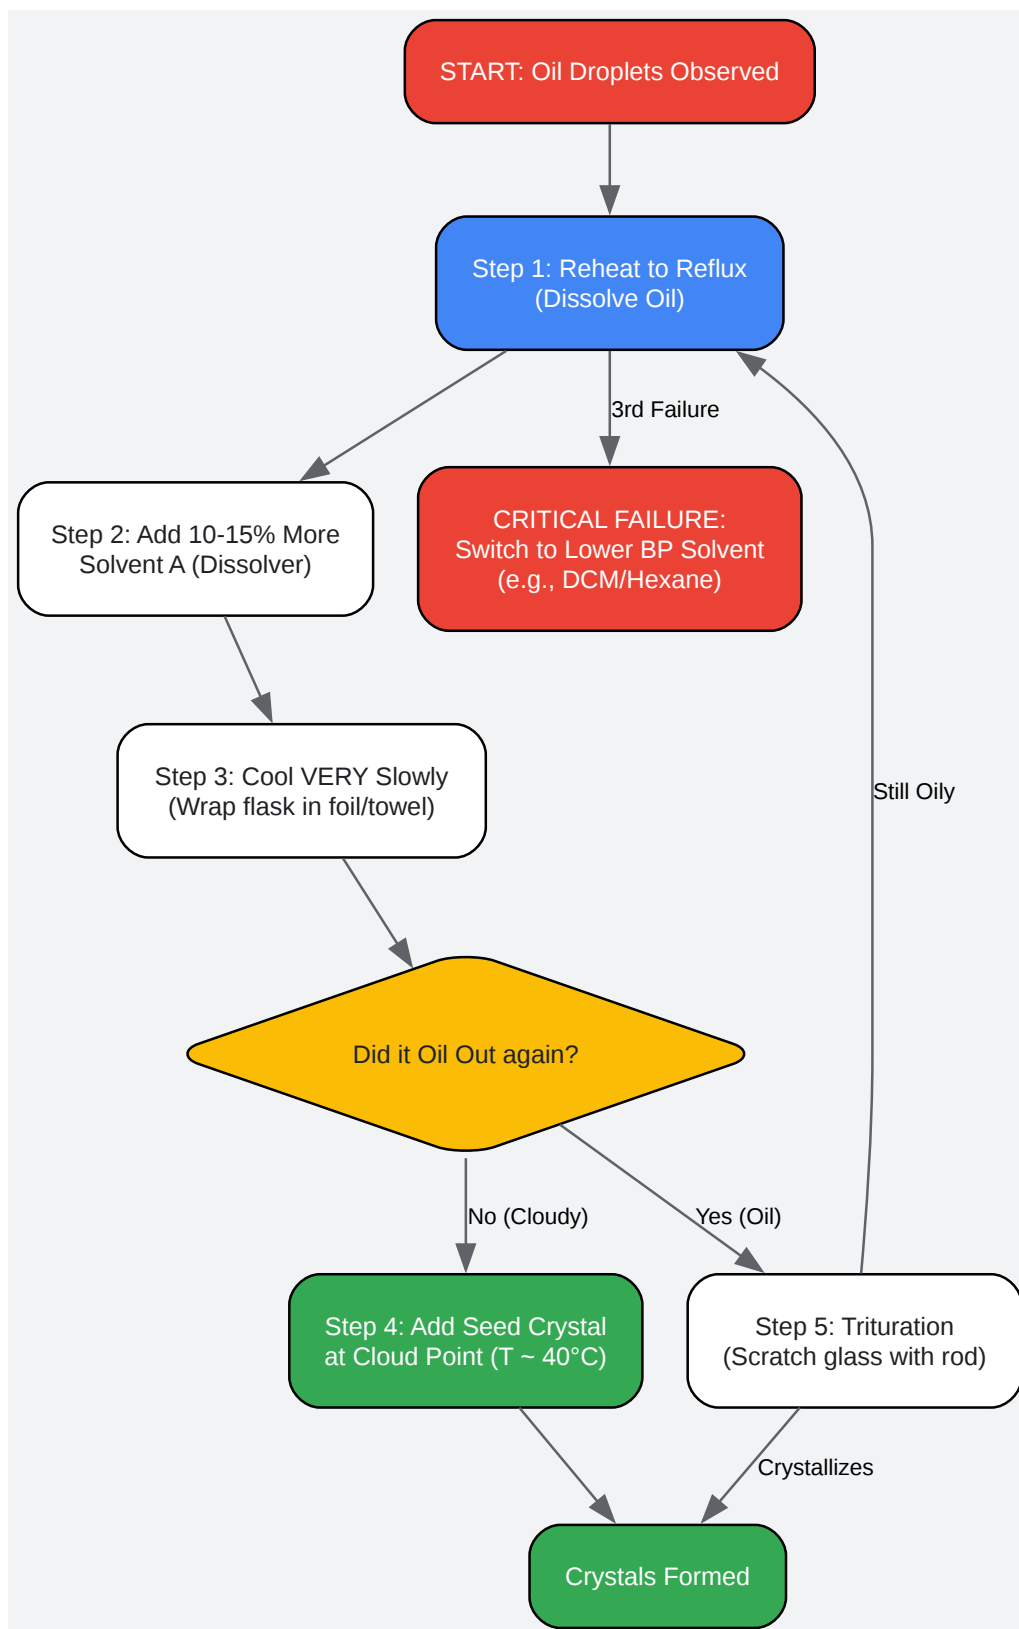 START: Oil Droplets Observed
Step 1: Reheat to Reflux
(Dissolve Oil)
3rd Failure
Step 2: Add 10-15% More
Solvent A (Dissolver)
CRITICAL FAILURE:
Switch to Lower BP Solvent
(e.g., DCM/Hexane)
Step 3: Cool VERY Slowly
(Wrap flask in foil/towel)
Still Oily
Did it Oil Out again?
No (Cloudy)
Yes (Oil)
Step 4: Add Seed Crystal
at Cloud Point (T ~ 40°C)
Step 5: Trituration
(Scratch glass with rod)
Crystallizes
Crystals Formed